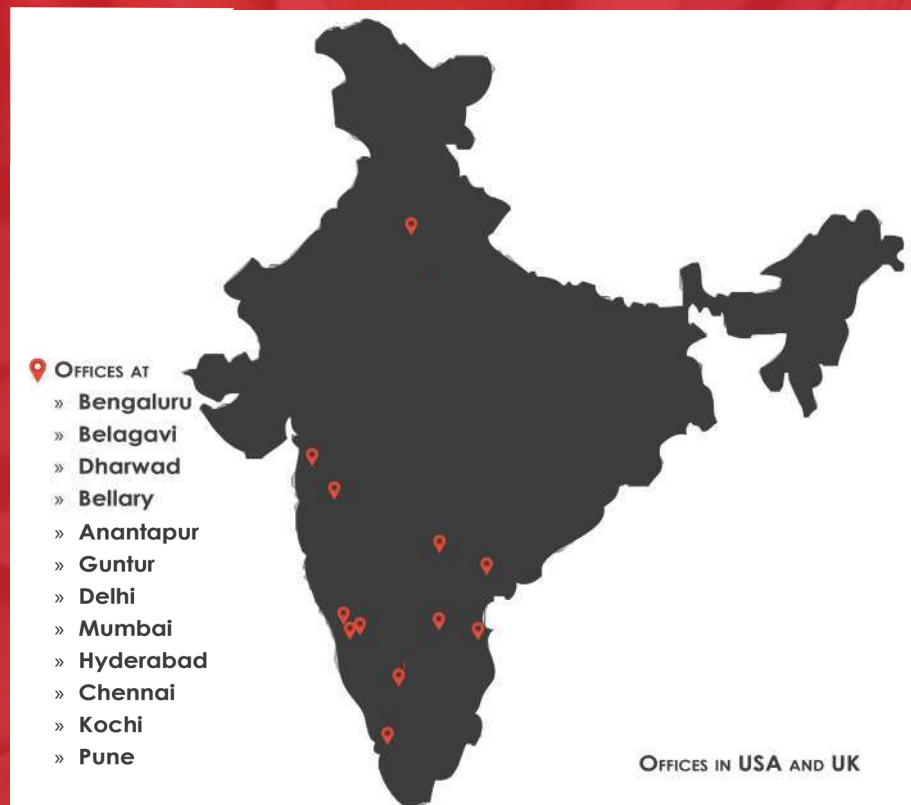 Offices at
» Bengaluru
» Belagavi
» Dharwad
» Bellary
» Anantapur
» Guntur
» Delhi
» Mumbai
» Hyderabad
» Chennai
» Kochi
» Pune
Offices in USA and UK